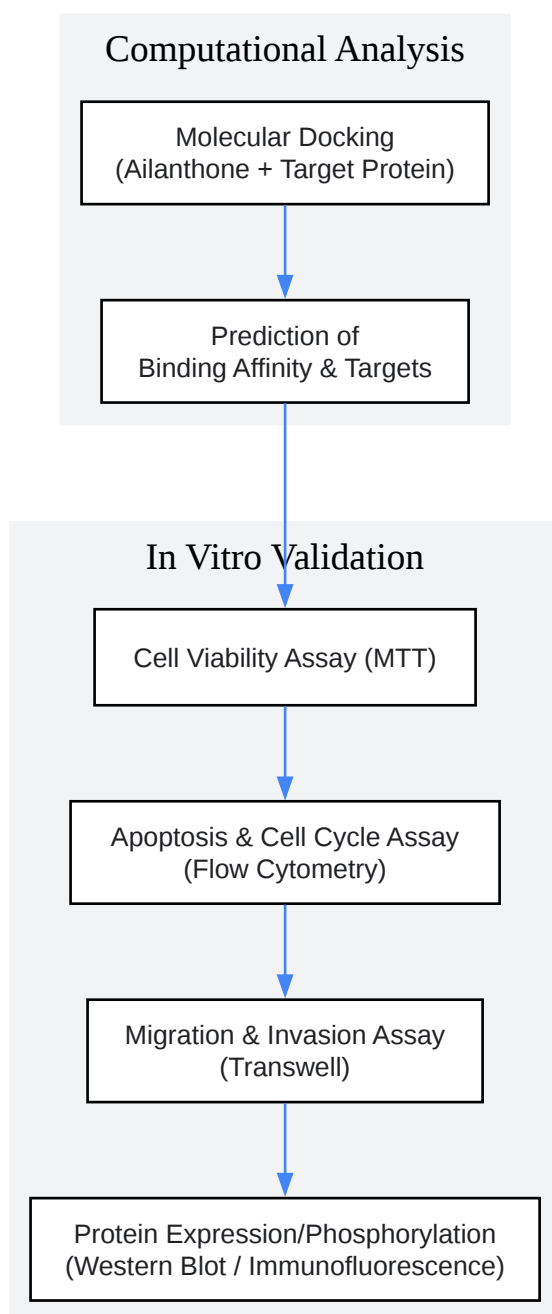 Computational Analysis
Molecular Docking
(Ailanthone + Target Protein)
Prediction of
Binding Affinity & Targets
In Vitro Validation
Cell Viability Assay (MTT)
Apoptosis & Cell Cycle Assay
(Flow Cytometry)
Migration & Invasion Assay
(Transwell)
Protein Expression/Phosphorylation
(Western Blot / Immunofluorescence)